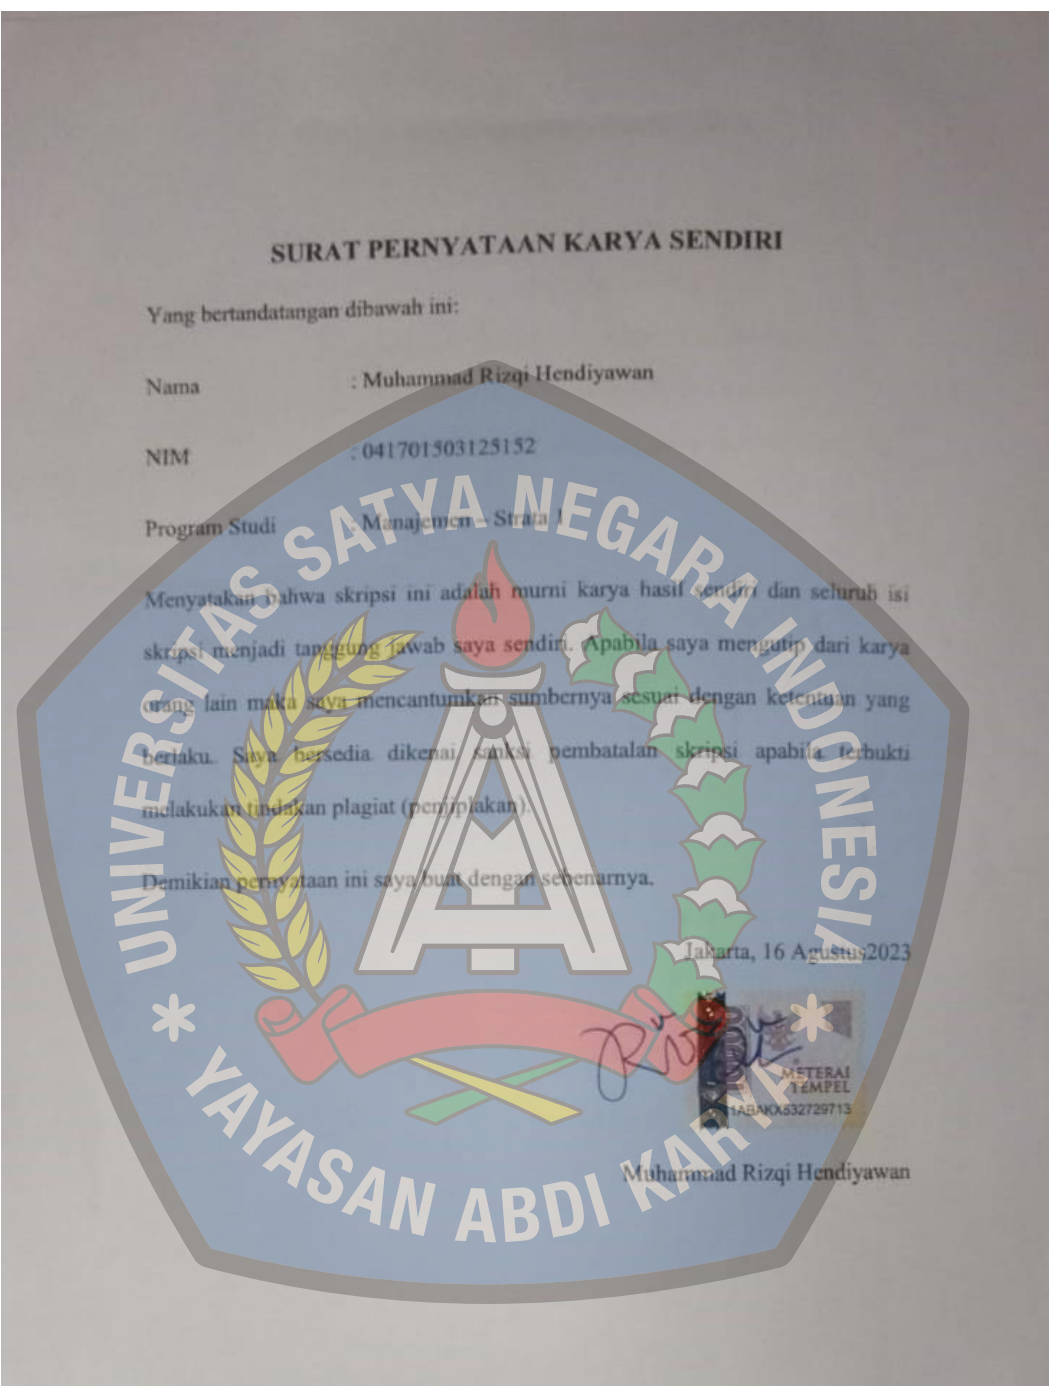 SURAT PERNYATAAN KARYA SENDIRI
Yang bertandatangan dibawah ini:
Nama : Muhammad Rizqi Hendiyawan
NIM : 041701503125152
Program Studi : Manajemen – Strata 1
Menyatakan bahwa skripsi ini adalah murni karya hasil sendiri dan seluruh isi
skripsi menjadi tanggung jawab saya sendiri. Apabila saya mengutip dari karya
orang lain maka saya mencantumkan sumbernya sesuai dengan ketentuan yang
berlaku. Saya bersedia dikenai sanksi pembatalan skripsi apabila terbukti
melakukan tindakan plagiat (penjiplakan).
Demikian pernyataan ini saya buat dengan sebenarnya.
Jakarta, 16 Agustus2023
METERAI
TEMPEL
1ABAKX532729713
Muhammad Rizqi Hendiyawan
UNIVERSITAS SATYA NEGARA INDONESIA
* YAYASAN ABDI KARYA *